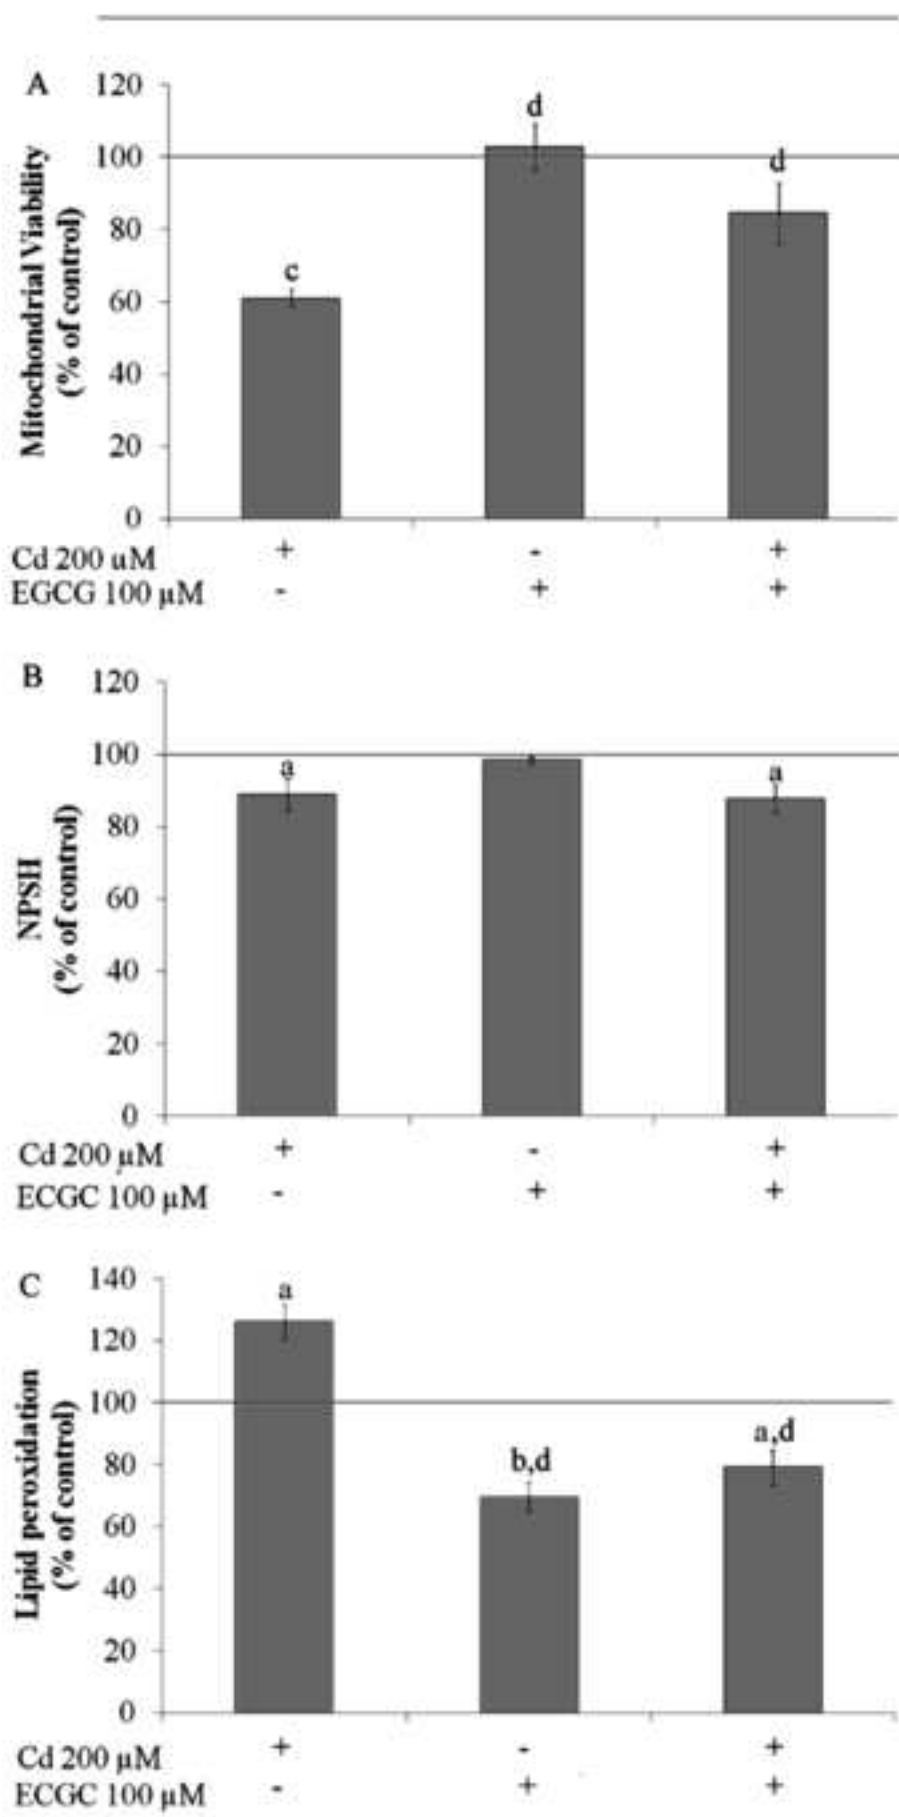 A
120
d
100
d
80
c
60
40
20
0
Mitochondrial Viability
(% of control)
Cd 200 uM + - +
EGCG 100 µM - + +
B
120
100
a
a
a
80
60
40
20
0
NPSH
(% of control)
Cd 200 µM + - +
ECGC 100 µM - + +
C
140
a
120
100
a,d
b,d
80
60
40
20
0
Lipid peroxidation
(% of control)
Cd 200 µM + - +
ECGC 100 µM - + +